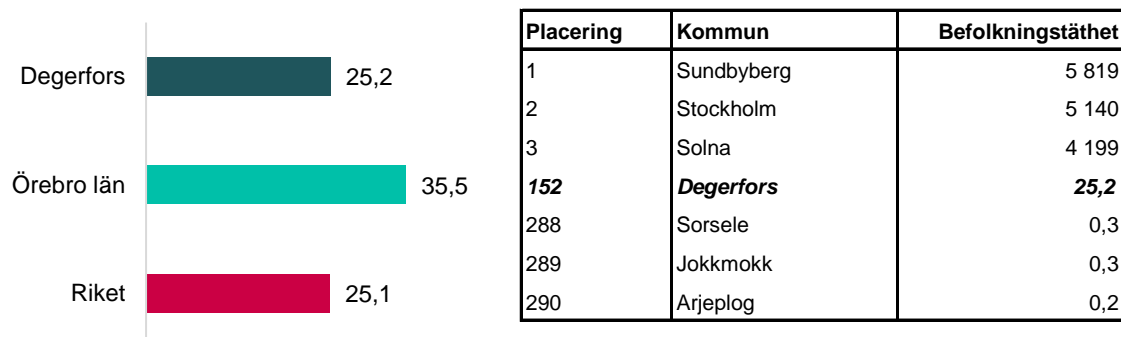 Degerfors 25,2
Örebro län 35,5
Riket 25,1
Placering Kommun Befolkningstäthet
1 Sundbyberg 5 819
2 Stockholm 5 140
3 Solna 4 199
152 Degerfors 25,2
288 Sorsele 0,3
289 Jokkmokk 0,3
290 Arjeplog 0,2